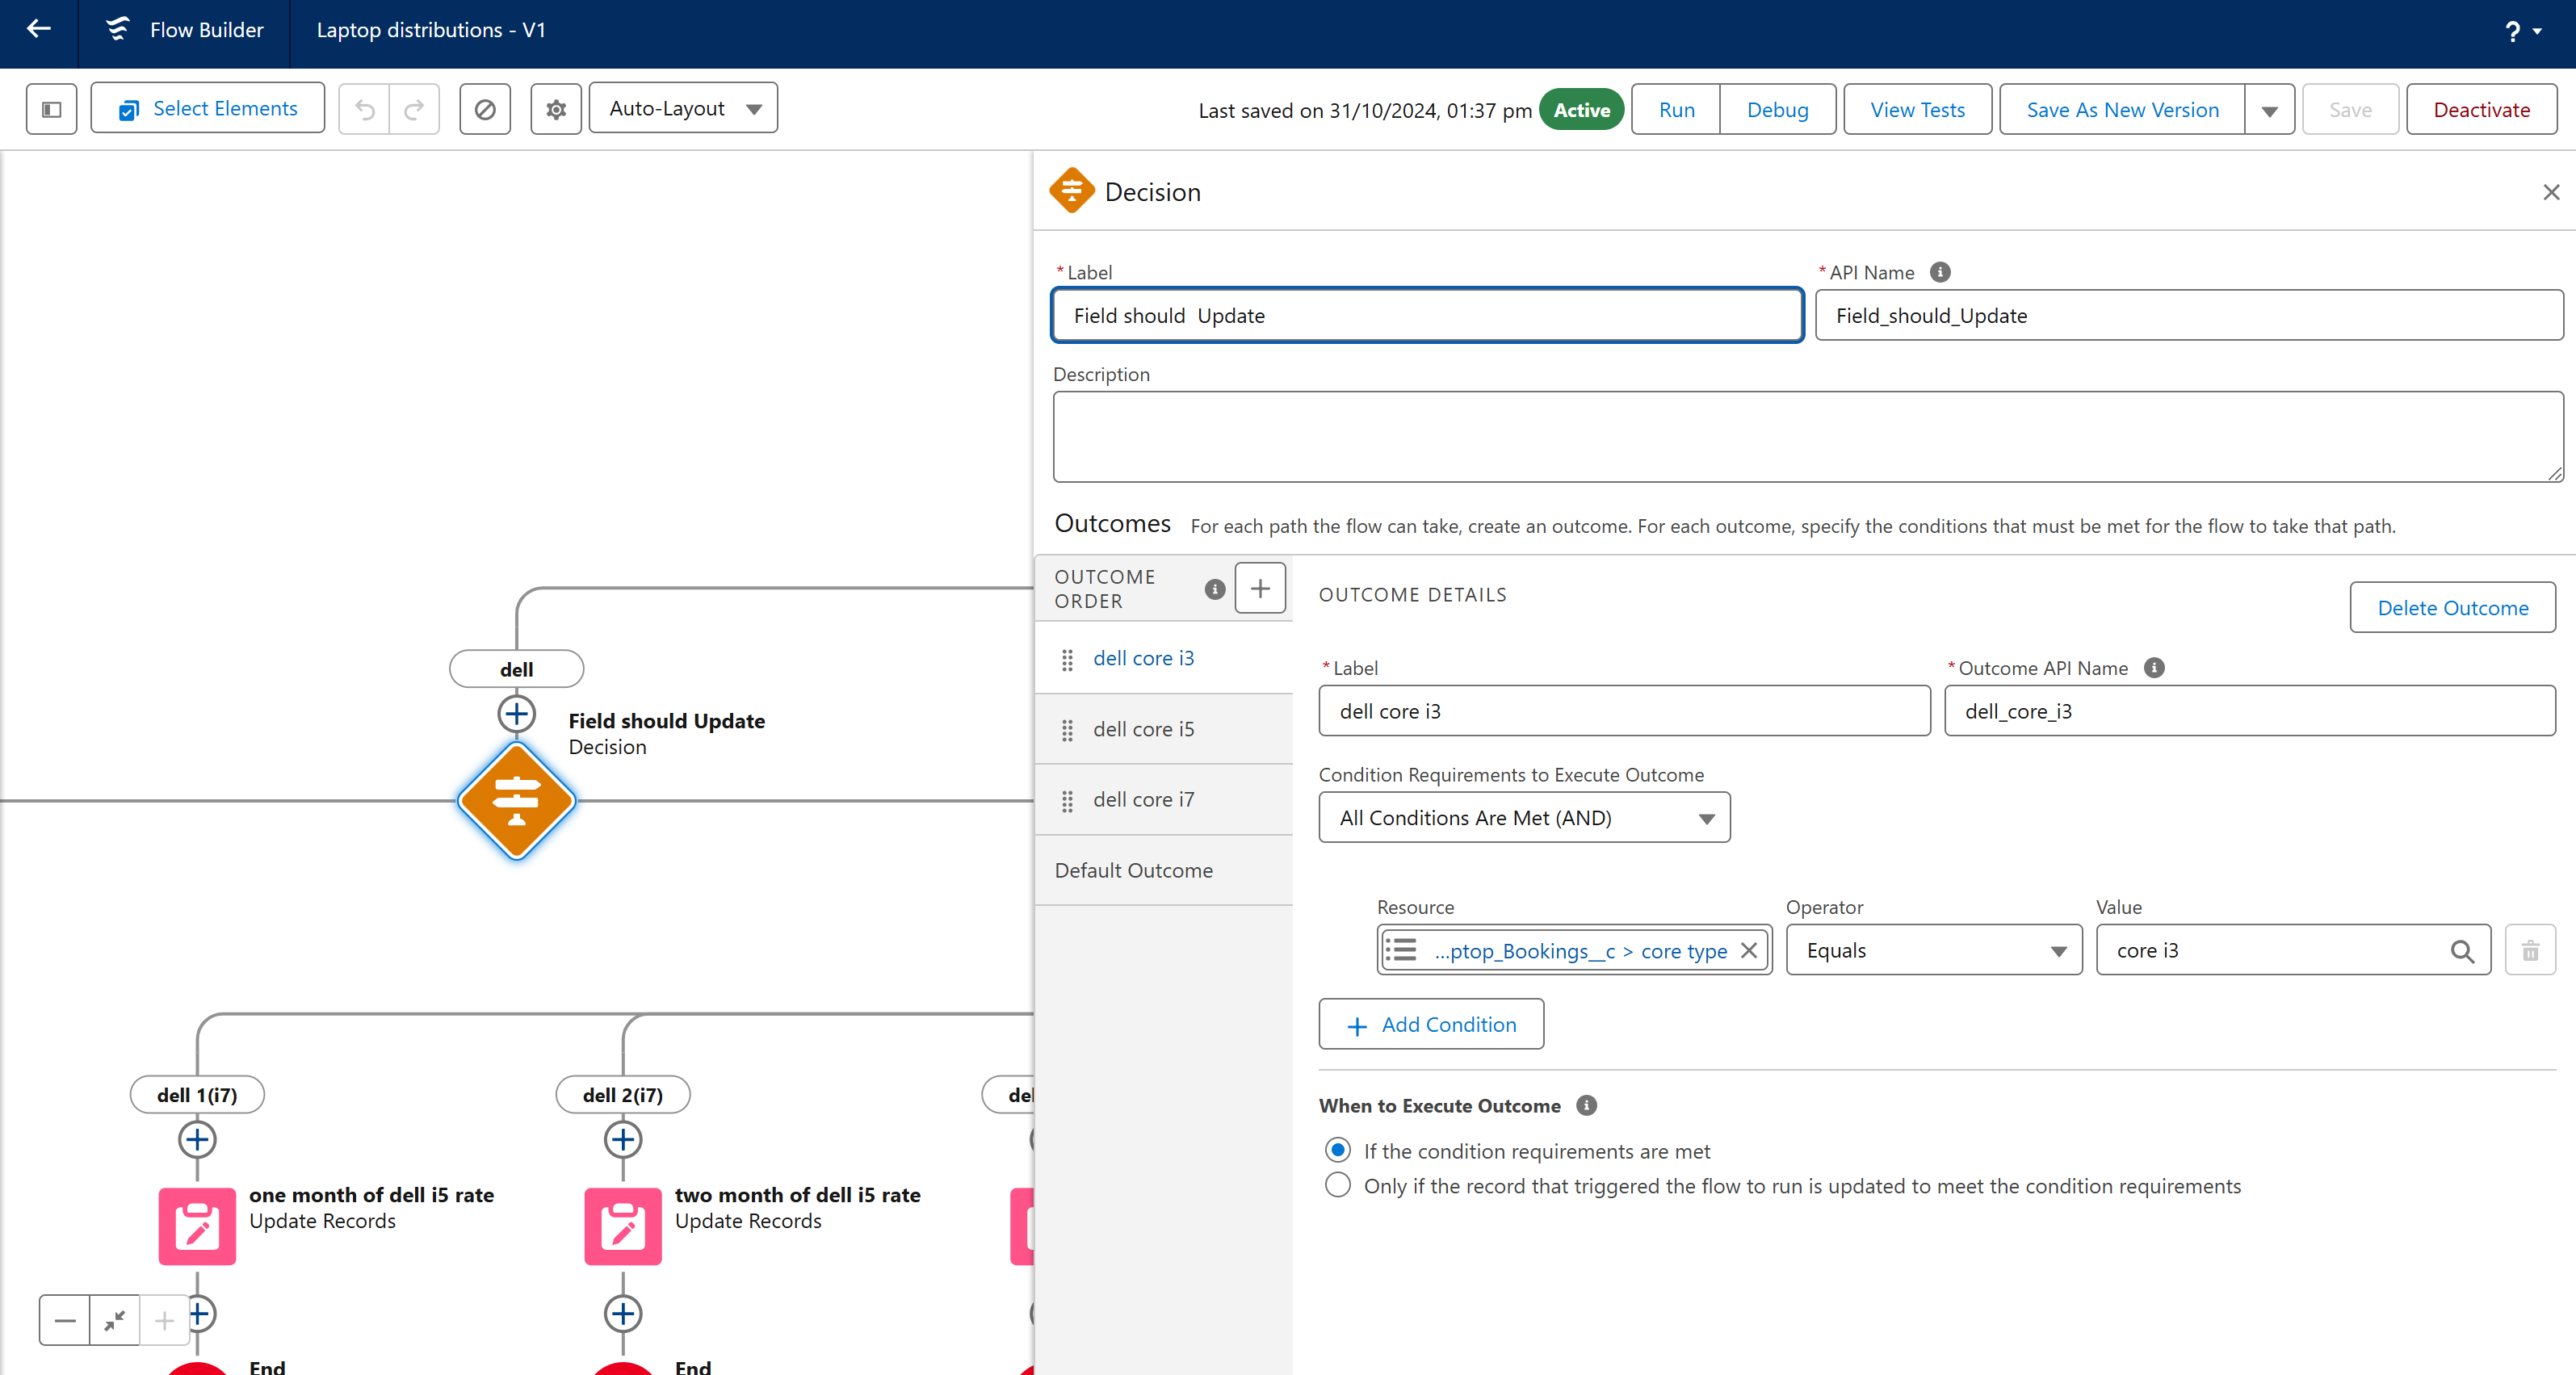 Flow Builder
Laptop distributions - V1
?
Select Elements
Auto-Layout
Last saved on 31/10/2024, 01:37 pm
Active
Run
Debug
View Tests
Save As New Version
Save
Deactivate
Decision
* Label
Field should  Update
* API Name
Field_should_Update
Description
Outcomes
For each path the flow can take, create an outcome. For each outcome, specify the conditions that must be met for the flow to take that path.
OUTCOME
ORDER
dell core i3
dell core i5
dell core i7
Default Outcome
OUTCOME DETAILS
Delete Outcome
* Label
dell core i3
* Outcome API Name
dell_core_i3
Condition Requirements to Execute Outcome
All Conditions Are Met (AND)
Resource
...ptop_Bookings__c > core type
Operator
Equals
Value
core i3
Add Condition
When to Execute Outcome
If the condition requirements are met
Only if the record that triggered the flow to run is updated to meet the condition requirements
dell
Field should Update
Decision
dell 1(i7)
dell 2(i7)
one month of dell i5 rate
Update Records
two month of dell i5 rate
Update Records
End
End